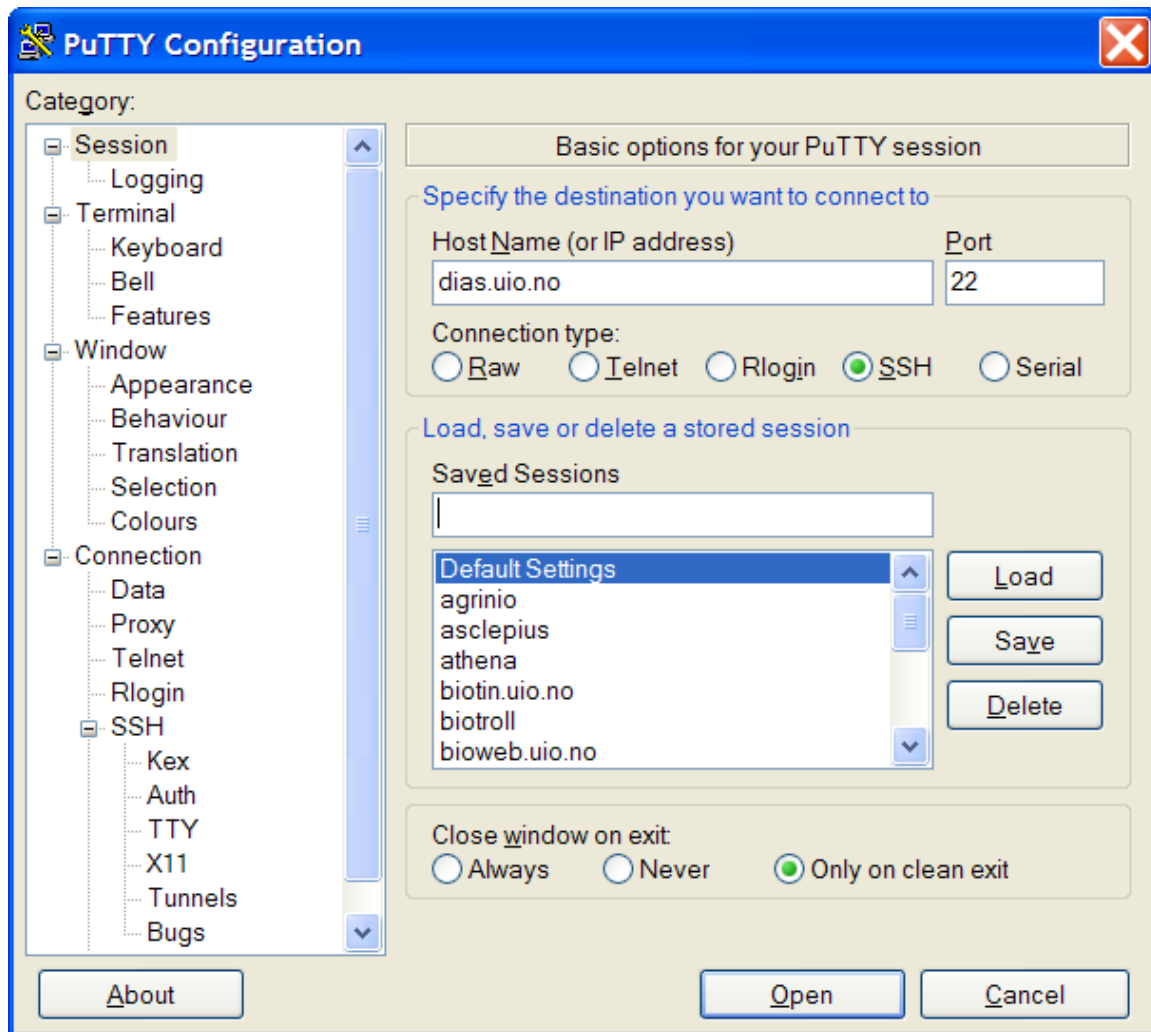 PuTTY Configuration
Category:
Session
Logging
Terminal
Keyboard
Bell
Features
Window
Appearance
Behaviour
Translation
Selection
Colours
Connection
Data
Proxy
Telnet
Rlogin
SSH
Kex
Auth
TTY
X11
Tunnels
Bugs
Basic options for your PuTTY session
Specify the destination you want to connect to
Host Name (or IP address) Port
dias.uio.no 22
Connection type:
Raw Telnet Rlogin SSH Serial
Load, save or delete a stored session
Saved Sessions
Default Settings
agrinio
asclepius
athena
biotin.uio.no
biotroll
bioweb.uio.no
Load
Save
Delete
Close window on exit:
Always Never Only on clean exit
About Open Cancel